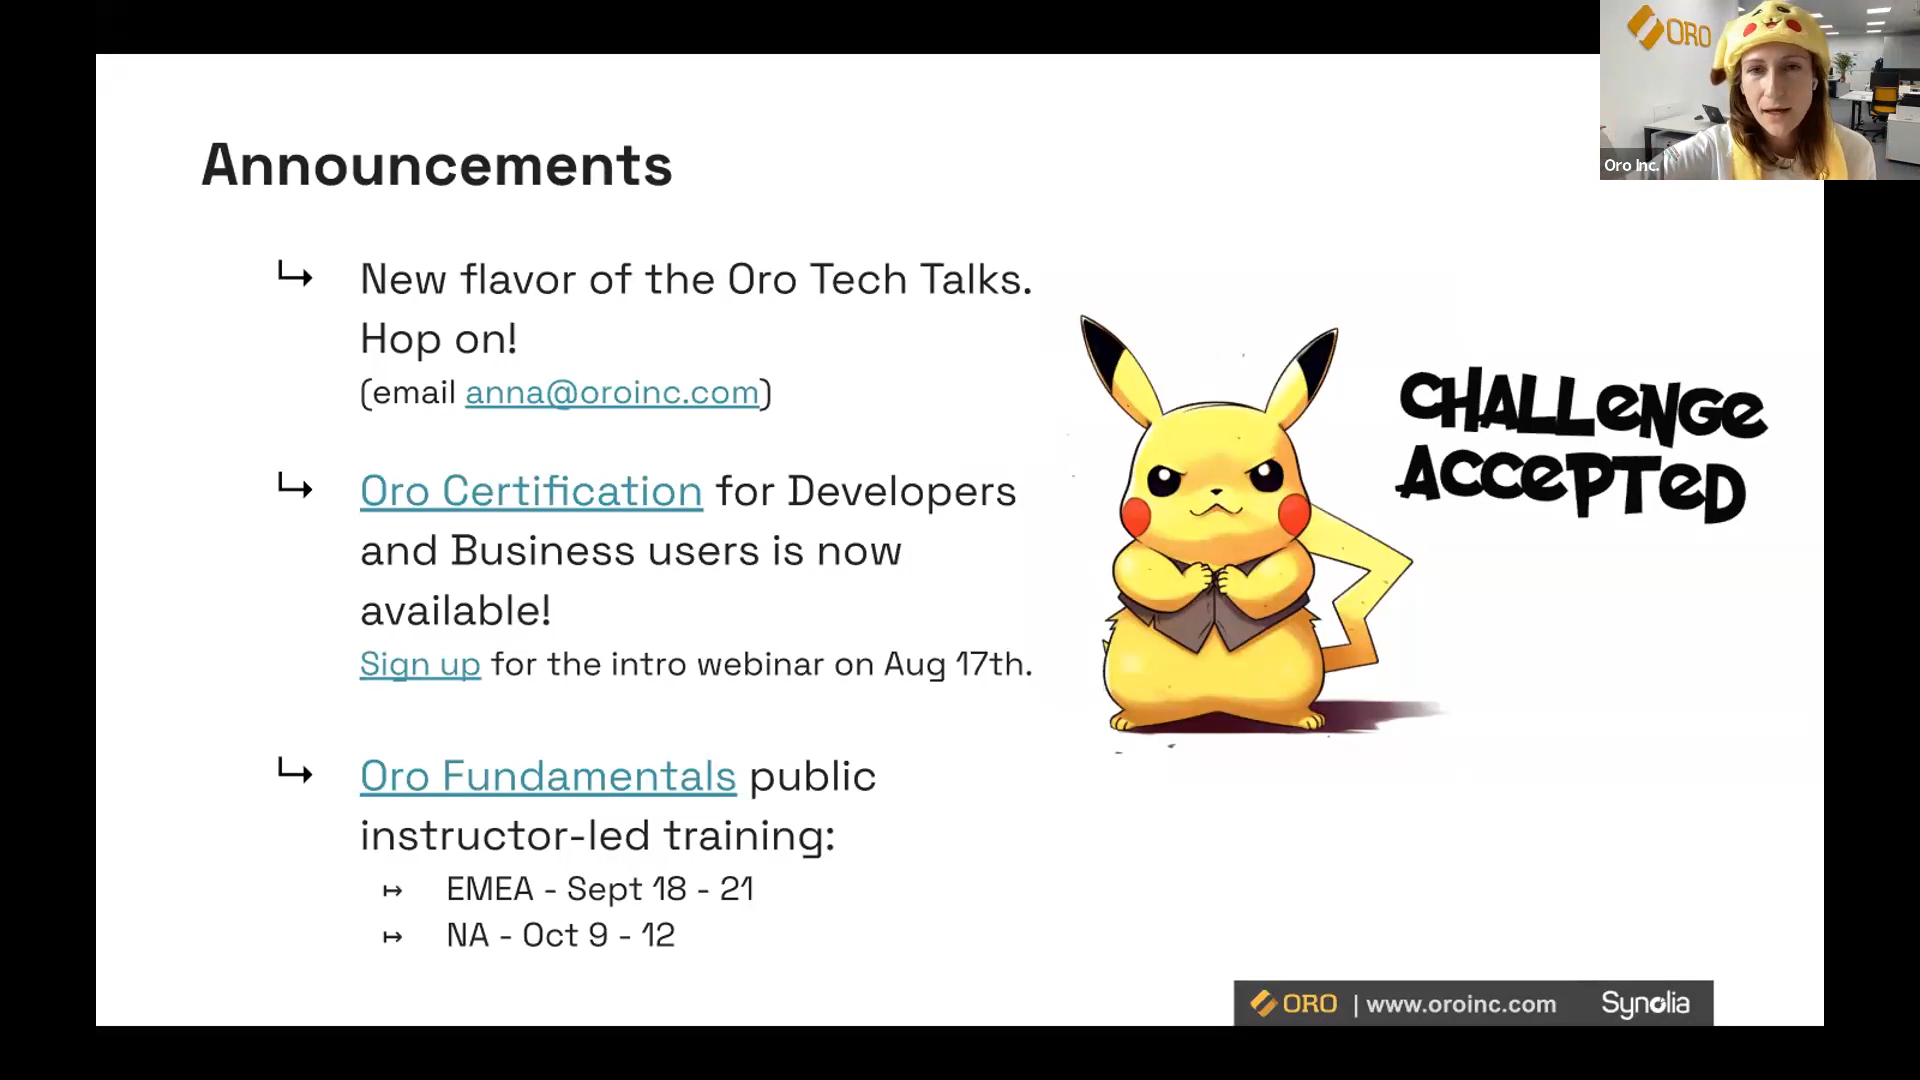 ORO
Oro Inc.
Announcements
↳ New flavor of the Oro Tech Talks.
Hop on!
(email anna@oroinc.com)
↳ Oro Certification for Developers
and Business users is now
available!
Sign up for the intro webinar on Aug 17th.
↳ Oro Fundamentals public
instructor-led training:
↦ EMEA - Sept 18 - 21
↦ NA - Oct 9 - 12
CHALLeNGe
ACCePTeD
ORO | www.oroinc.com Synolia